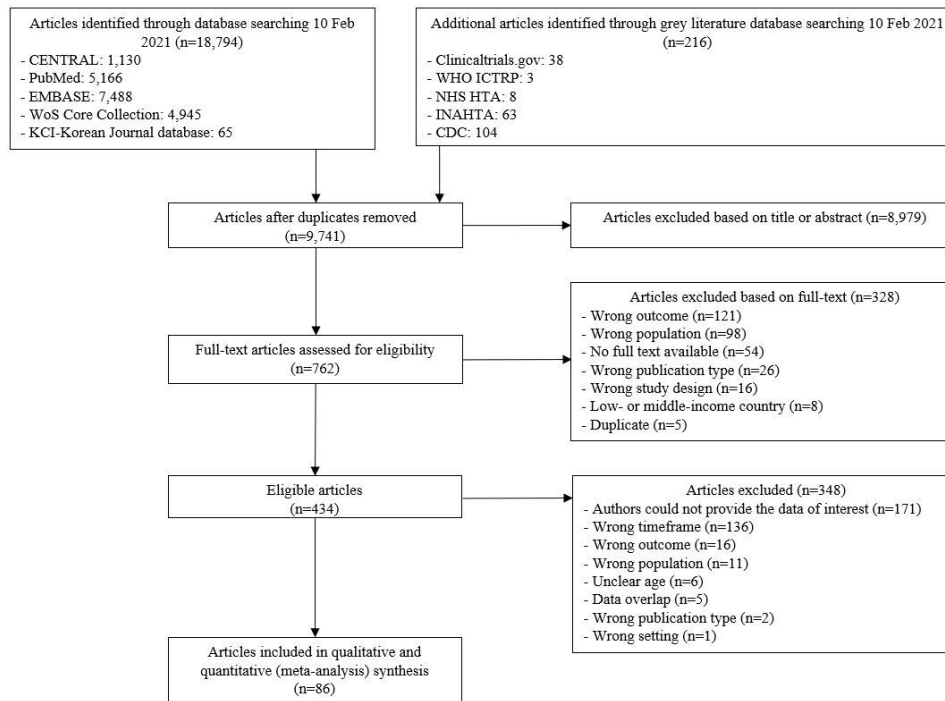 Articles identified through database searching 10 Feb
2021 (n=18,794)
- CENTRAL: 1,130
- PubMed: 5,166
- EMBASE: 7,488
- WoS Core Collection: 4,945
- KCI-Korean Journal database: 65
Additional articles identified through grey literature database searching 10 Feb 2021
(n=216)
- Clinicaltrials.gov: 38
- WHO ICTRP: 3
- NHS HTA: 8
- INAHTA: 63
- CDC: 104
Articles after duplicates removed
(n=9,741)
Articles excluded based on title or abstract (n=8,979)
Full-text articles assessed for eligibility
(n=762)
Articles excluded based on full-text (n=328)
- Wrong outcome (n=121)
- Wrong population (n=98)
- No full text available (n=54)
- Wrong publication type (n=26)
- Wrong study design (n=16)
- Low- or middle-income country (n=8)
- Duplicate (n=5)
Eligible articles
(n=434)
Articles excluded (n=348)
- Authors could not provide the data of interest (n=171)
- Wrong timeframe (n=136)
- Wrong outcome (n=16)
- Wrong population (n=11)
- Unclear age (n=6)
- Data overlap (n=5)
- Wrong publication type (n=2)
- Wrong setting (n=1)
Articles included in qualitative and
quantitative (meta-analysis) synthesis
(n=86)